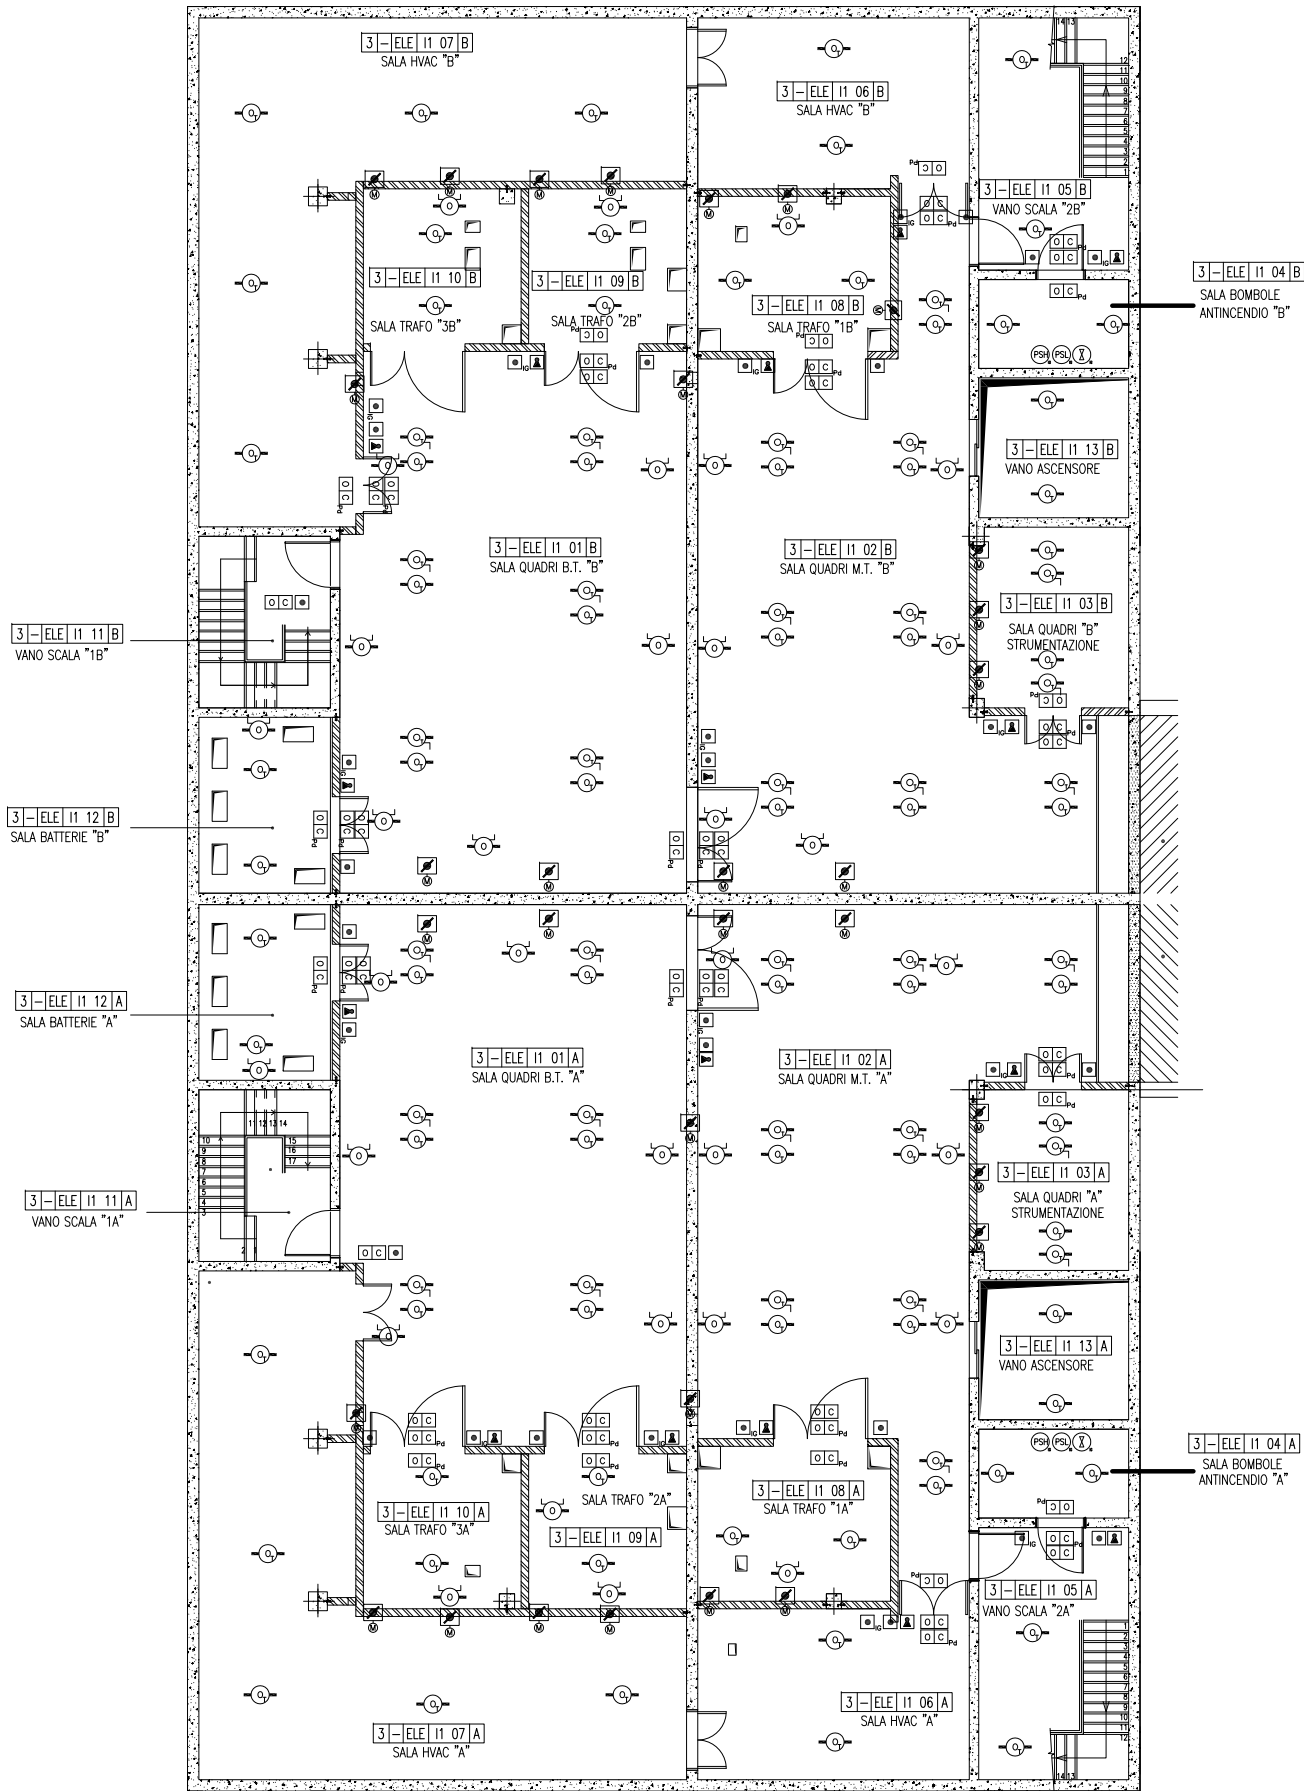 3 - ELE I1 07 B
SALA HVAC "B"
3 - ELE I1 06 B
SALA HVAC "B"
3 - ELE I1 05 B
VANO SCALA "2B"
3 - ELE I1 04 B
SALA BOMBOLE
ANTINCENDIO "B"
3 - ELE I1 10 B
SALA TRAFO "3B"
3 - ELE I1 09 B
SALA TRAFO "2B"
3 - ELE I1 08 B
SALA TRAFO "1B"
PSH PSL
3 - ELE I1 13 B
VANO ASCENSORE
3 - ELE I1 01 B
SALA QUADRI B.T. "B"
3 - ELE I1 02 B
SALA QUADRI M.T. "B"
3 - ELE I1 03 B
SALA QUADRI "B"
STRUMENTAZIONE
3 - ELE I1 11 B
VANO SCALA "1B"
3 - ELE I1 12 B
SALA BATTERIE "B"
3 - ELE I1 12 A
SALA BATTERIE "A"
3 - ELE I1 01 A
SALA QUADRI B.T. "A"
3 - ELE I1 02 A
SALA QUADRI M.T. "A"
3 - ELE I1 03 A
SALA QUADRI "A"
STRUMENTAZIONE
3 - ELE I1 11 A
VANO SCALA "1A"
3 - ELE I1 13 A
VANO ASCENSORE
PSH PSL
3 - ELE I1 04 A
SALA BOMBOLE
ANTINCENDIO "A"
3 - ELE I1 10 A
SALA TRAFO "3A"
SALA TRAFO "2A"
3 - ELE I1 09 A
3 - ELE I1 08 A
SALA TRAFO "1A"
3 - ELE I1 05 A
VANO SCALA "2A"
3 - ELE I1 06 A
SALA HVAC "A"
3 - ELE I1 07 A
SALA HVAC "A"